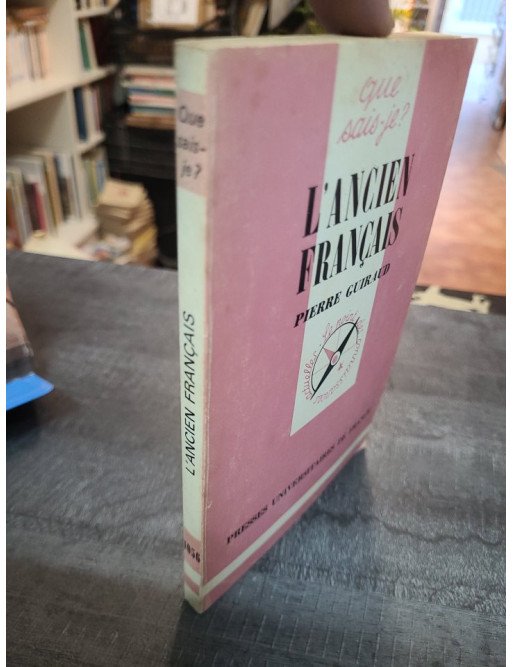 que
sais-je?
L'ANCIEN
FRANÇAIS
PIERRE GUIRAUD
PRESSES UNIVERSITAIRES DE FRANCE
Que
sais-
je?
L'ANCIEN FRANÇAIS
1056